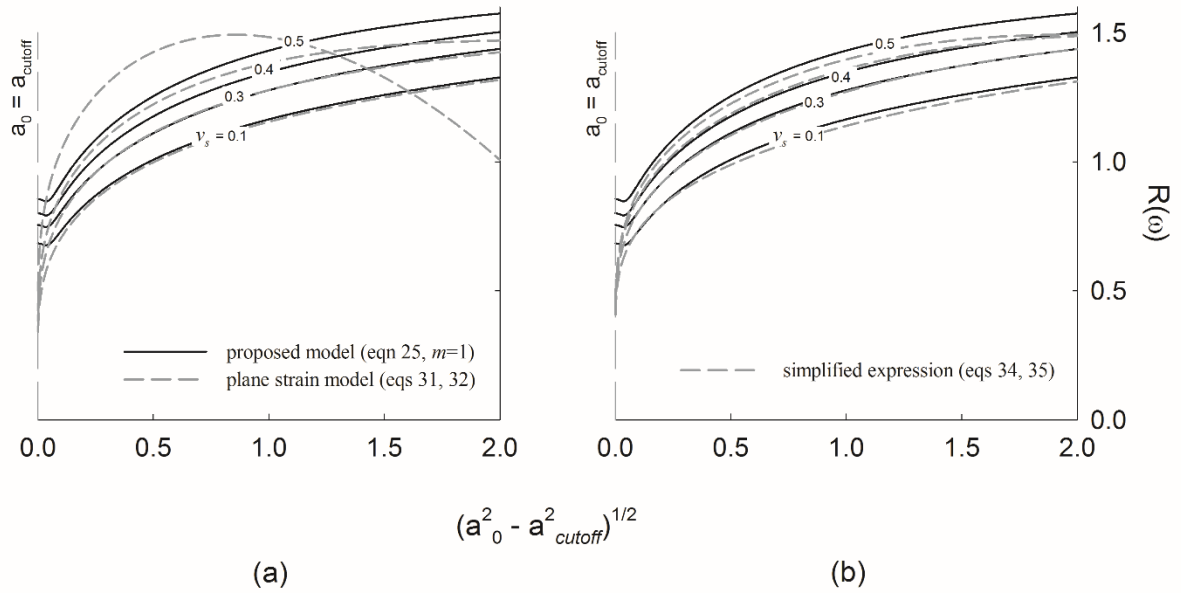 a0 = acutoff
0.5
0.4
0.3
νs = 0.1
proposed model (eqn 25, m=1)
plane strain model (eqs 31, 32)
0.0 0.5 1.0 1.5 2.0
a0 = acutoff
0.5
0.4
0.3
νs = 0.1
simplified expression (eqs 34, 35)
0.0 0.5 1.0 1.5 2.0
1.5
1.0
0.5
0.0
R(ω)
(a²0 - a²cutoff)1/2
(a) (b)